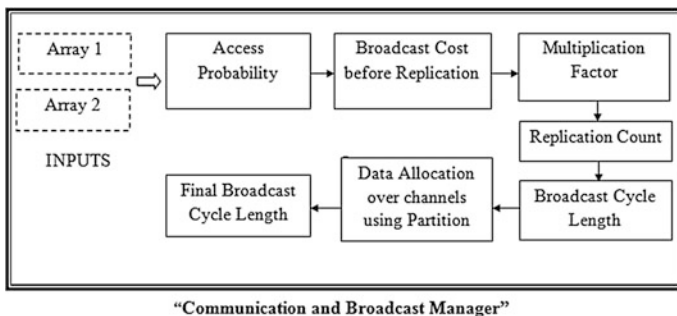 Array 1
Array 2
INPUTS
Access
Probability
Broadcast Cost
before Replication
Multiplication
Factor
Replication Count
Broadcast Cycle
Length
Data Allocation
over channels
using Partition
Final Broadcast
Cycle Length
“Communication and Broadcast Manager”